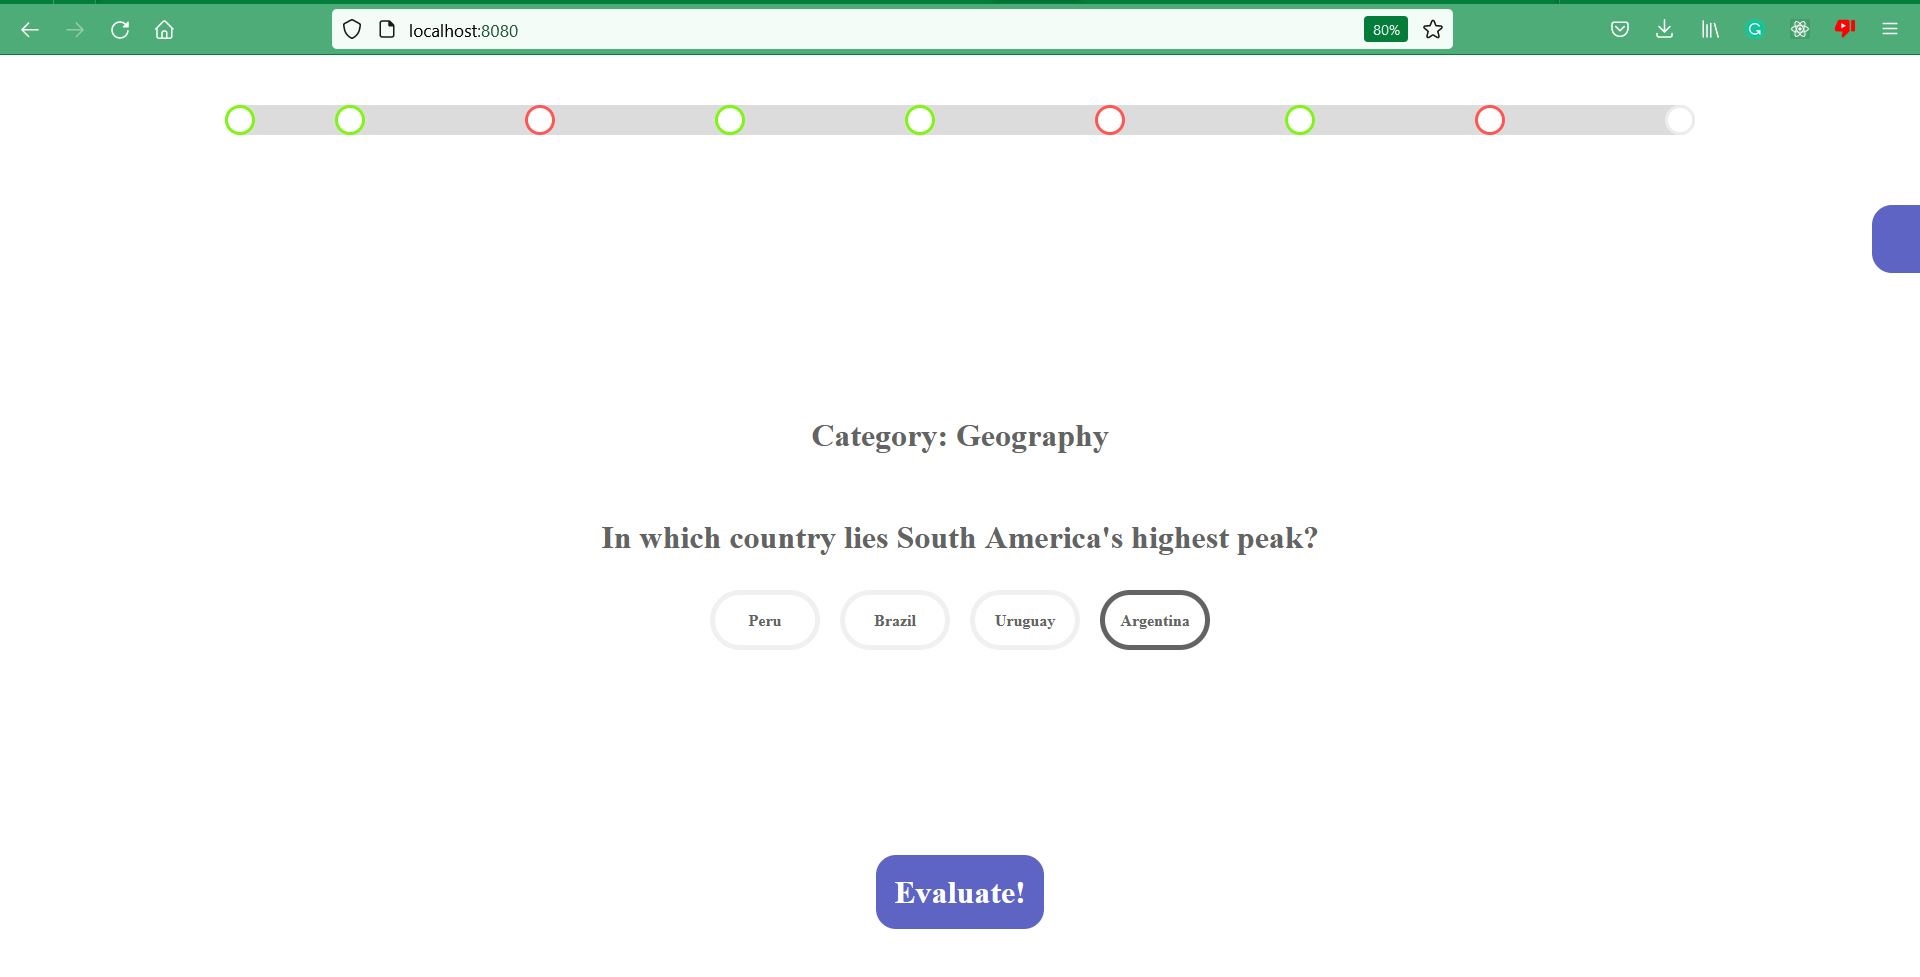 localhost:8080
80%
Category: Geography
In which country lies South America's highest peak?
Peru
Brazil
Uruguay
Argentina
Evaluate!